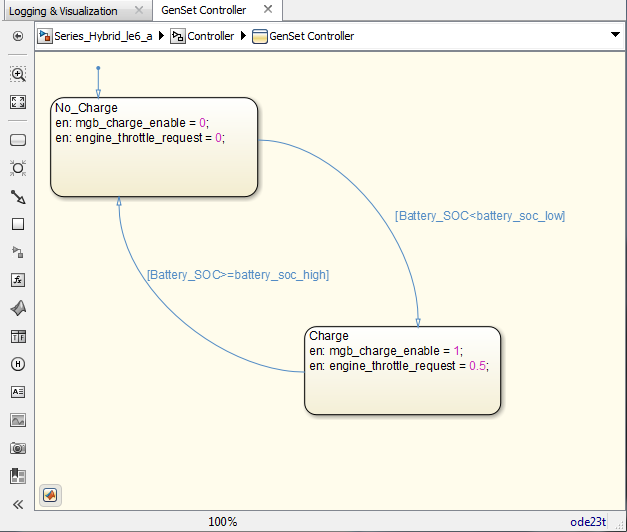 Logging & Visualization
GenSet Controller
Series_Hybrid_le6_a Controller GenSet Controller
No_Charge
en: mgb_charge_enable = 0;
en: engine_throttle_request = 0;
[Battery_SOC<battery_soc_low]
[Battery_SOC>=battery_soc_high]
Charge
en: mgb_charge_enable = 1;
en: engine_throttle_request = 0.5;
100%
ode23t